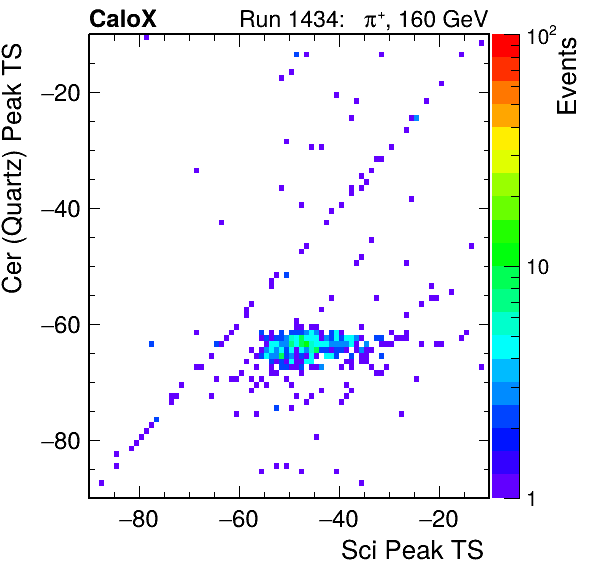 CaloX Run 1434: π⁺, 160 GeV
Cer (Quartz) Peak TS
−20
−40
−60
−80
−80 −60 −40 −20
Sci Peak TS
10²
10
1
Events